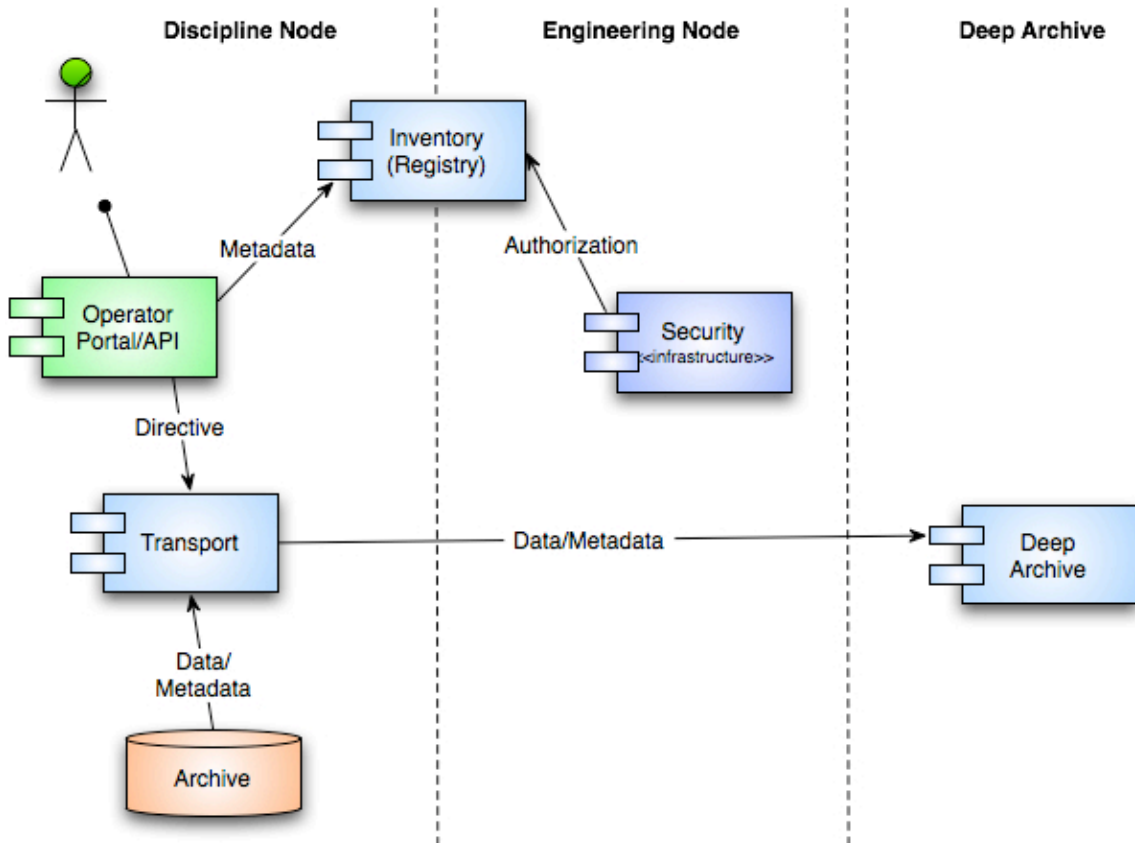 Discipline Node
Engineering Node
Deep Archive
Inventory
(Registry)
Metadata
Authorization
Operator
Portal/API
Security
<<infrastructure>>
Directive
Transport
Data/Metadata
Deep
Archive
Data/
Metadata
Archive